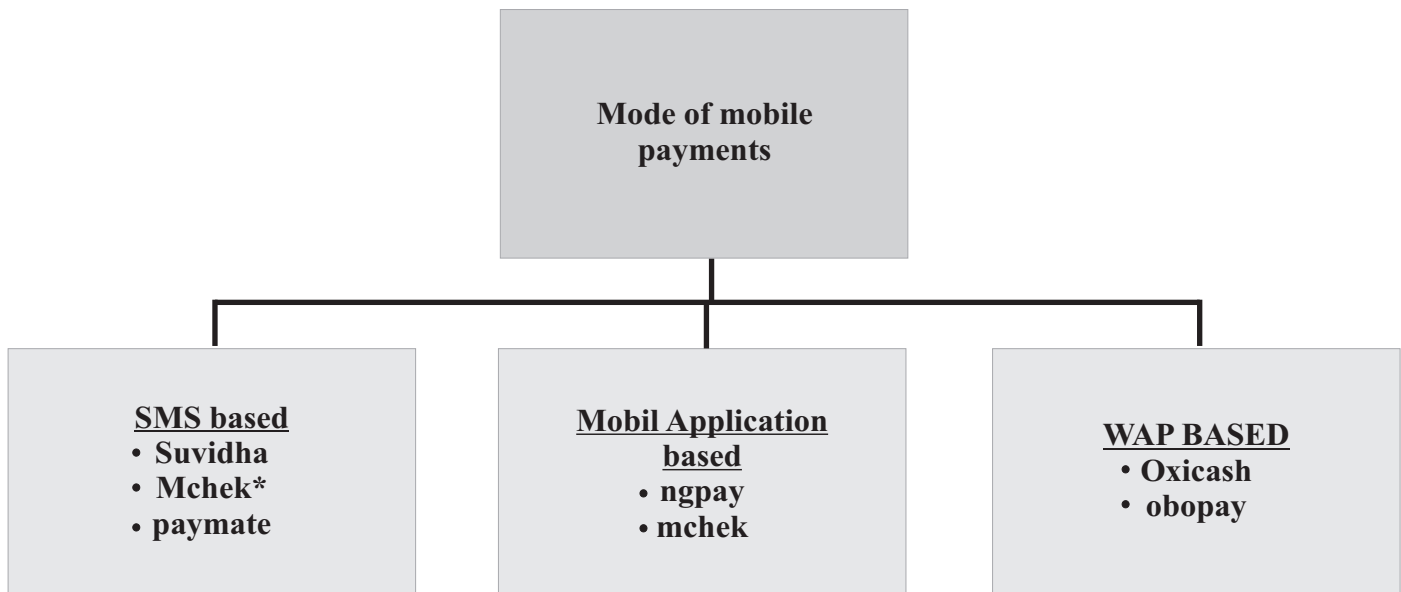 Mode of mobile
payments
SMS based
• Suvidha
• Mchek*
• paymate
Mobil Application
based
• ngpay
• mchek
WAP BASED
• Oxicash
• obopay